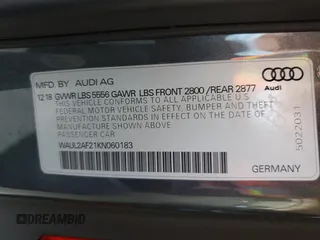 MFD. BY AUDI AG
12.18 GVWR LBS 5556 GAWR LBS FRONT 2800 /REAR 2877
THIS VEHICLE CONFORMS TO ALL APPLICABLE
FEDERAL MOTOR VEHICLE SAFETY, BUMPER, AND THEFT
PREVENTION STANDARDS IN EFFECT ON THE
DATE OF MANUFACTURE SHOWN ABOVE.
PASSENGER CAR
WAUL2AF21KN060183
Audi
GERMANY
5022031
© DREAMBID